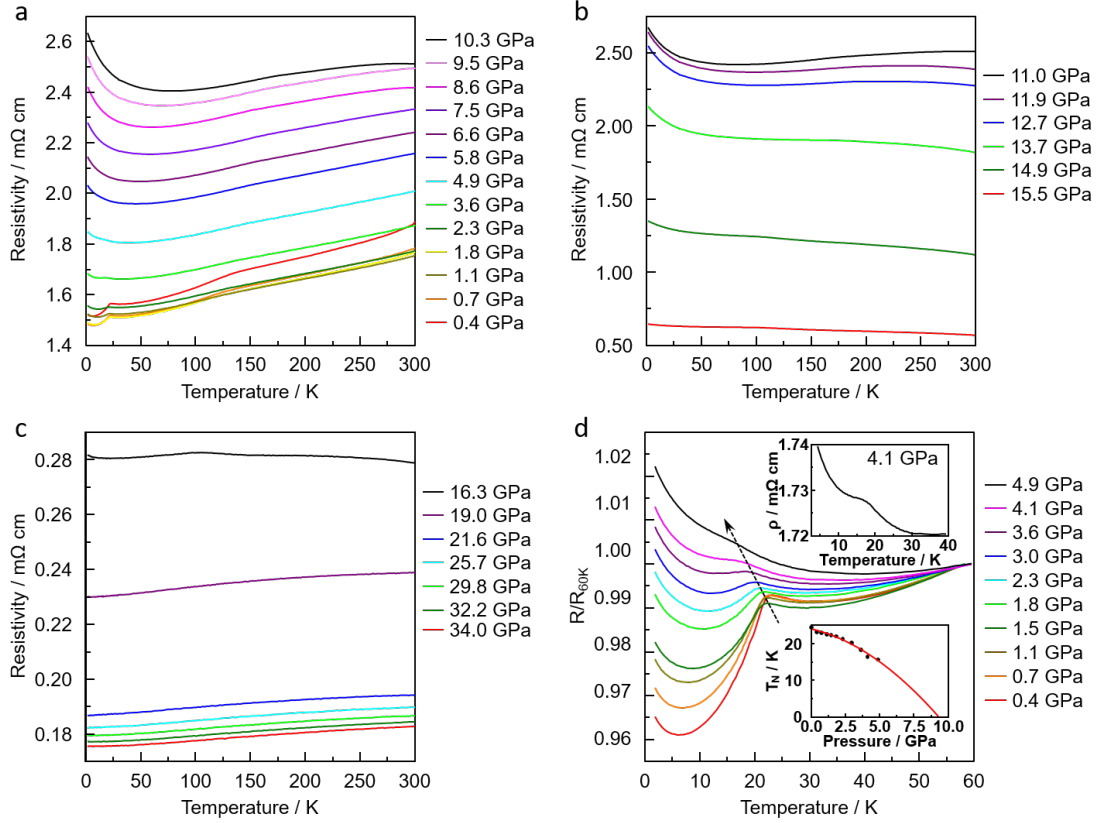 a
2.6
2.4
2.2
2.0
1.8
1.6
1.4
Resistivity / mΩ cm
0 50 100 150 200 250 300
Temperature / K
10.3 GPa
9.5 GPa
8.6 GPa
7.5 GPa
6.6 GPa
5.8 GPa
4.9 GPa
3.6 GPa
2.3 GPa
1.8 GPa
1.1 GPa
0.7 GPa
0.4 GPa
b
2.50
2.00
1.50
1.00
0.50
Resistivity / mΩ cm
0 50 100 150 200 250 300
Temperature / K
11.0 GPa
11.9 GPa
12.7 GPa
13.7 GPa
14.9 GPa
15.5 GPa
c
0.28
0.26
0.24
0.22
0.20
0.18
Resistivity / mΩ cm
0 50 100 150 200 250 300
Temperature / K
16.3 GPa
19.0 GPa
21.6 GPa
25.7 GPa
29.8 GPa
32.2 GPa
34.0 GPa
d
1.02
1.01
1.00
0.99
0.98
0.97
0.96
R/R60K
0 10 20 30 40 50 60
Temperature / K
1.74
1.73
1.72
ρ / mΩ cm
4.1 GPa
10 20 30 40
Temperature / K
20
10
0
TN / K
0 2.5 5.0 7.5 10.0
Pressure / GPa
4.9 GPa
4.1 GPa
3.6 GPa
3.0 GPa
2.3 GPa
1.8 GPa
1.5 GPa
1.1 GPa
0.7 GPa
0.4 GPa